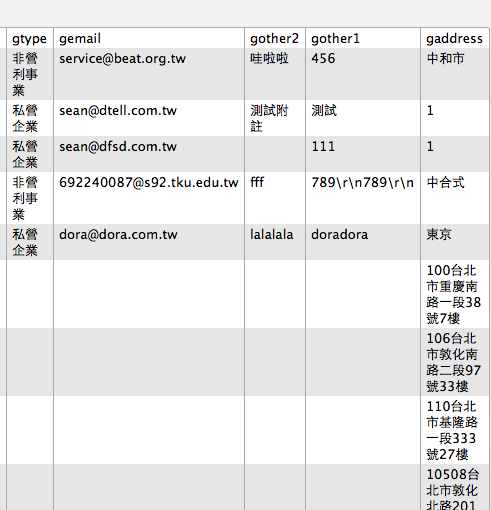 gtype gemail gother2 gother1 gaddress
非營利事業 service@beat.org.tw 哇啦啦 456 中和市
私營企業 sean@dtell.com.tw 測試附註 測試 1
私營企業 sean@dfsd.com.tw 111 1
非營利事業 692240087@s92.tku.edu.tw fff 789\r\n789\r\n 中合式
私營企業 dora@dora.com.tw lalalala doradora 東京
100台北
市重慶南
路一段38
號7樓
106台北
市敦化南
路二段97
號33樓
110台北
市基隆路
一段333
號27樓
10508台
北市敦化
北路201